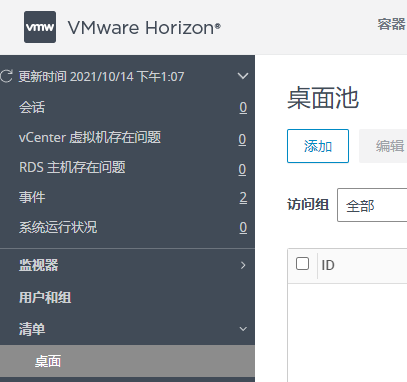 vmw VMware Horizon®
容器
更新时间 2021/10/14 下午1:07
会话 0
vCenter 虚拟机存在问题 0
RDS 主机存在问题 0
事件 2
系统运行状况 0
监视器
用户和组
清单
桌面
桌面池
添加 编辑
访问组 全部
ID